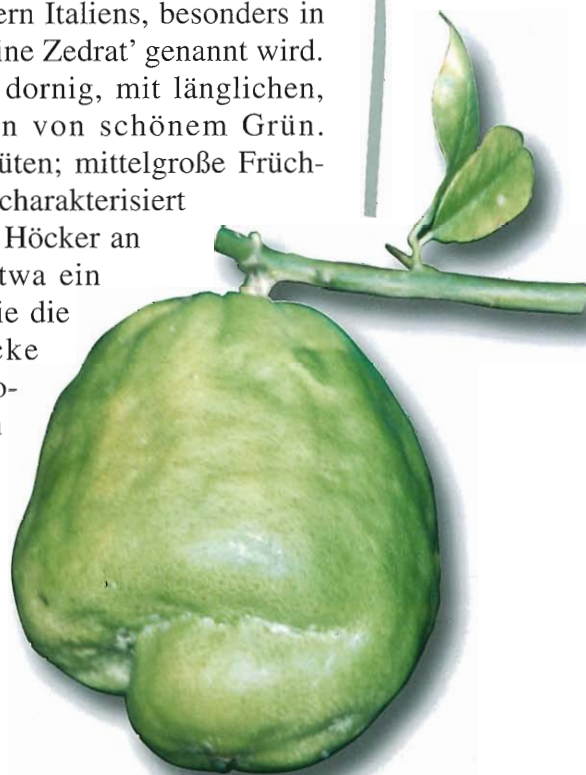 ern Italiens, besonders in
ine Zedrat’ genannt wird.
dornig, mit länglichen,
n von schönem Grün.
üten; mittelgroße Früch-
charakterisiert
Höcker an
twa ein
ie die
cke
o-